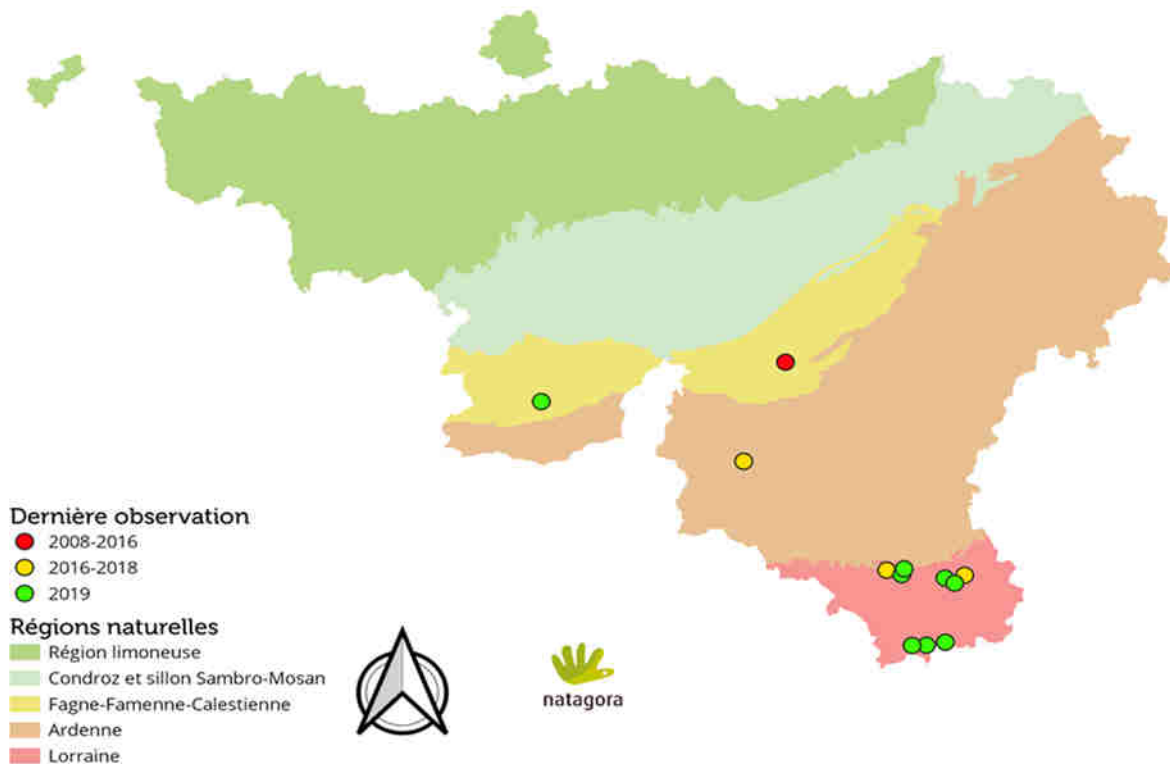 Dernière observation
2008-2016
2016-2018
2019
Régions naturelles
Région limoneuse
Condroz et sillon Sambro-Mosan
Fagne-Famenne-Calestienne
Ardenne
Lorraine
natagora